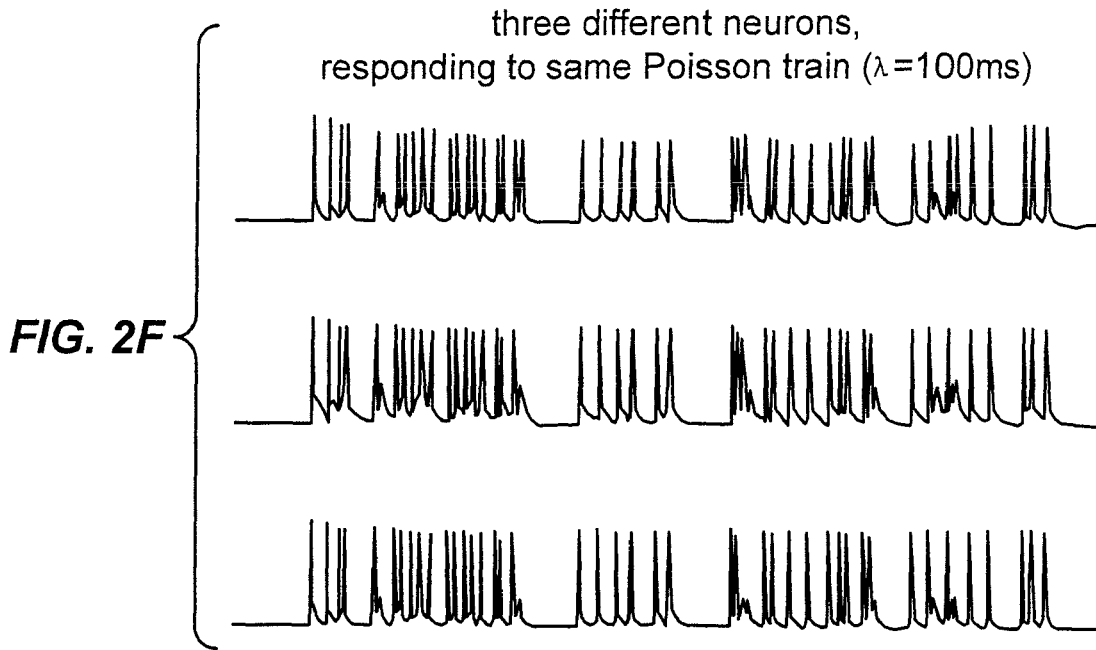 three different neurons,
responding to same Poisson train (λ=100ms)
FIG. 2F